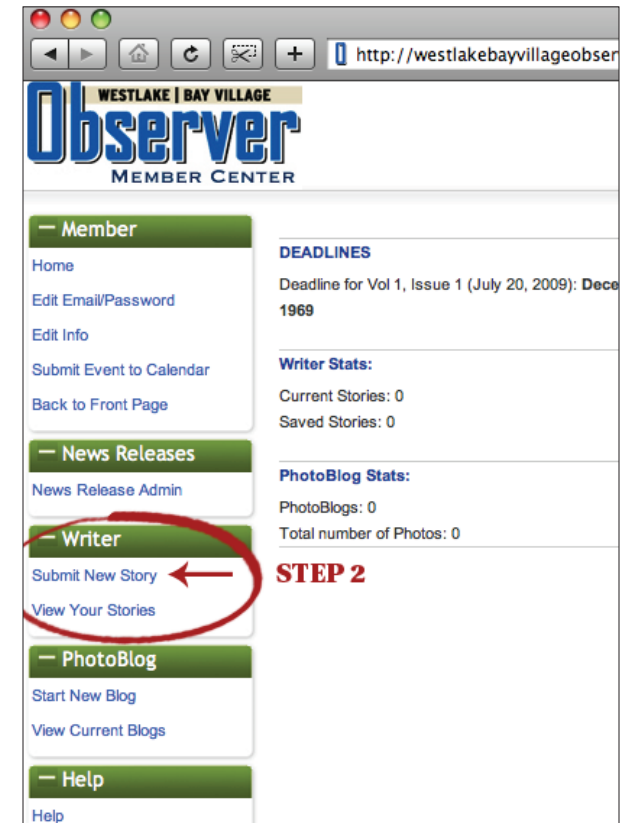 http://westlakebayvillageobser
WESTLAKE | BAY VILLAGE
Observer
MEMBER CENTER
Member
Home
Edit Email/Password
Edit Info
Submit Event to Calendar
Back to Front Page
News Releases
News Release Admin
Writer
Submit New Story
View Your Stories
PhotoBlog
Start New Blog
View Current Blogs
Help
Help
DEADLINES
Deadline for Vol 1, Issue 1 (July 20, 2009): Dece
1969
Writer Stats:
Current Stories: 0
Saved Stories: 0
PhotoBlog Stats:
PhotoBlogs: 0
Total number of Photos: 0
STEP 2